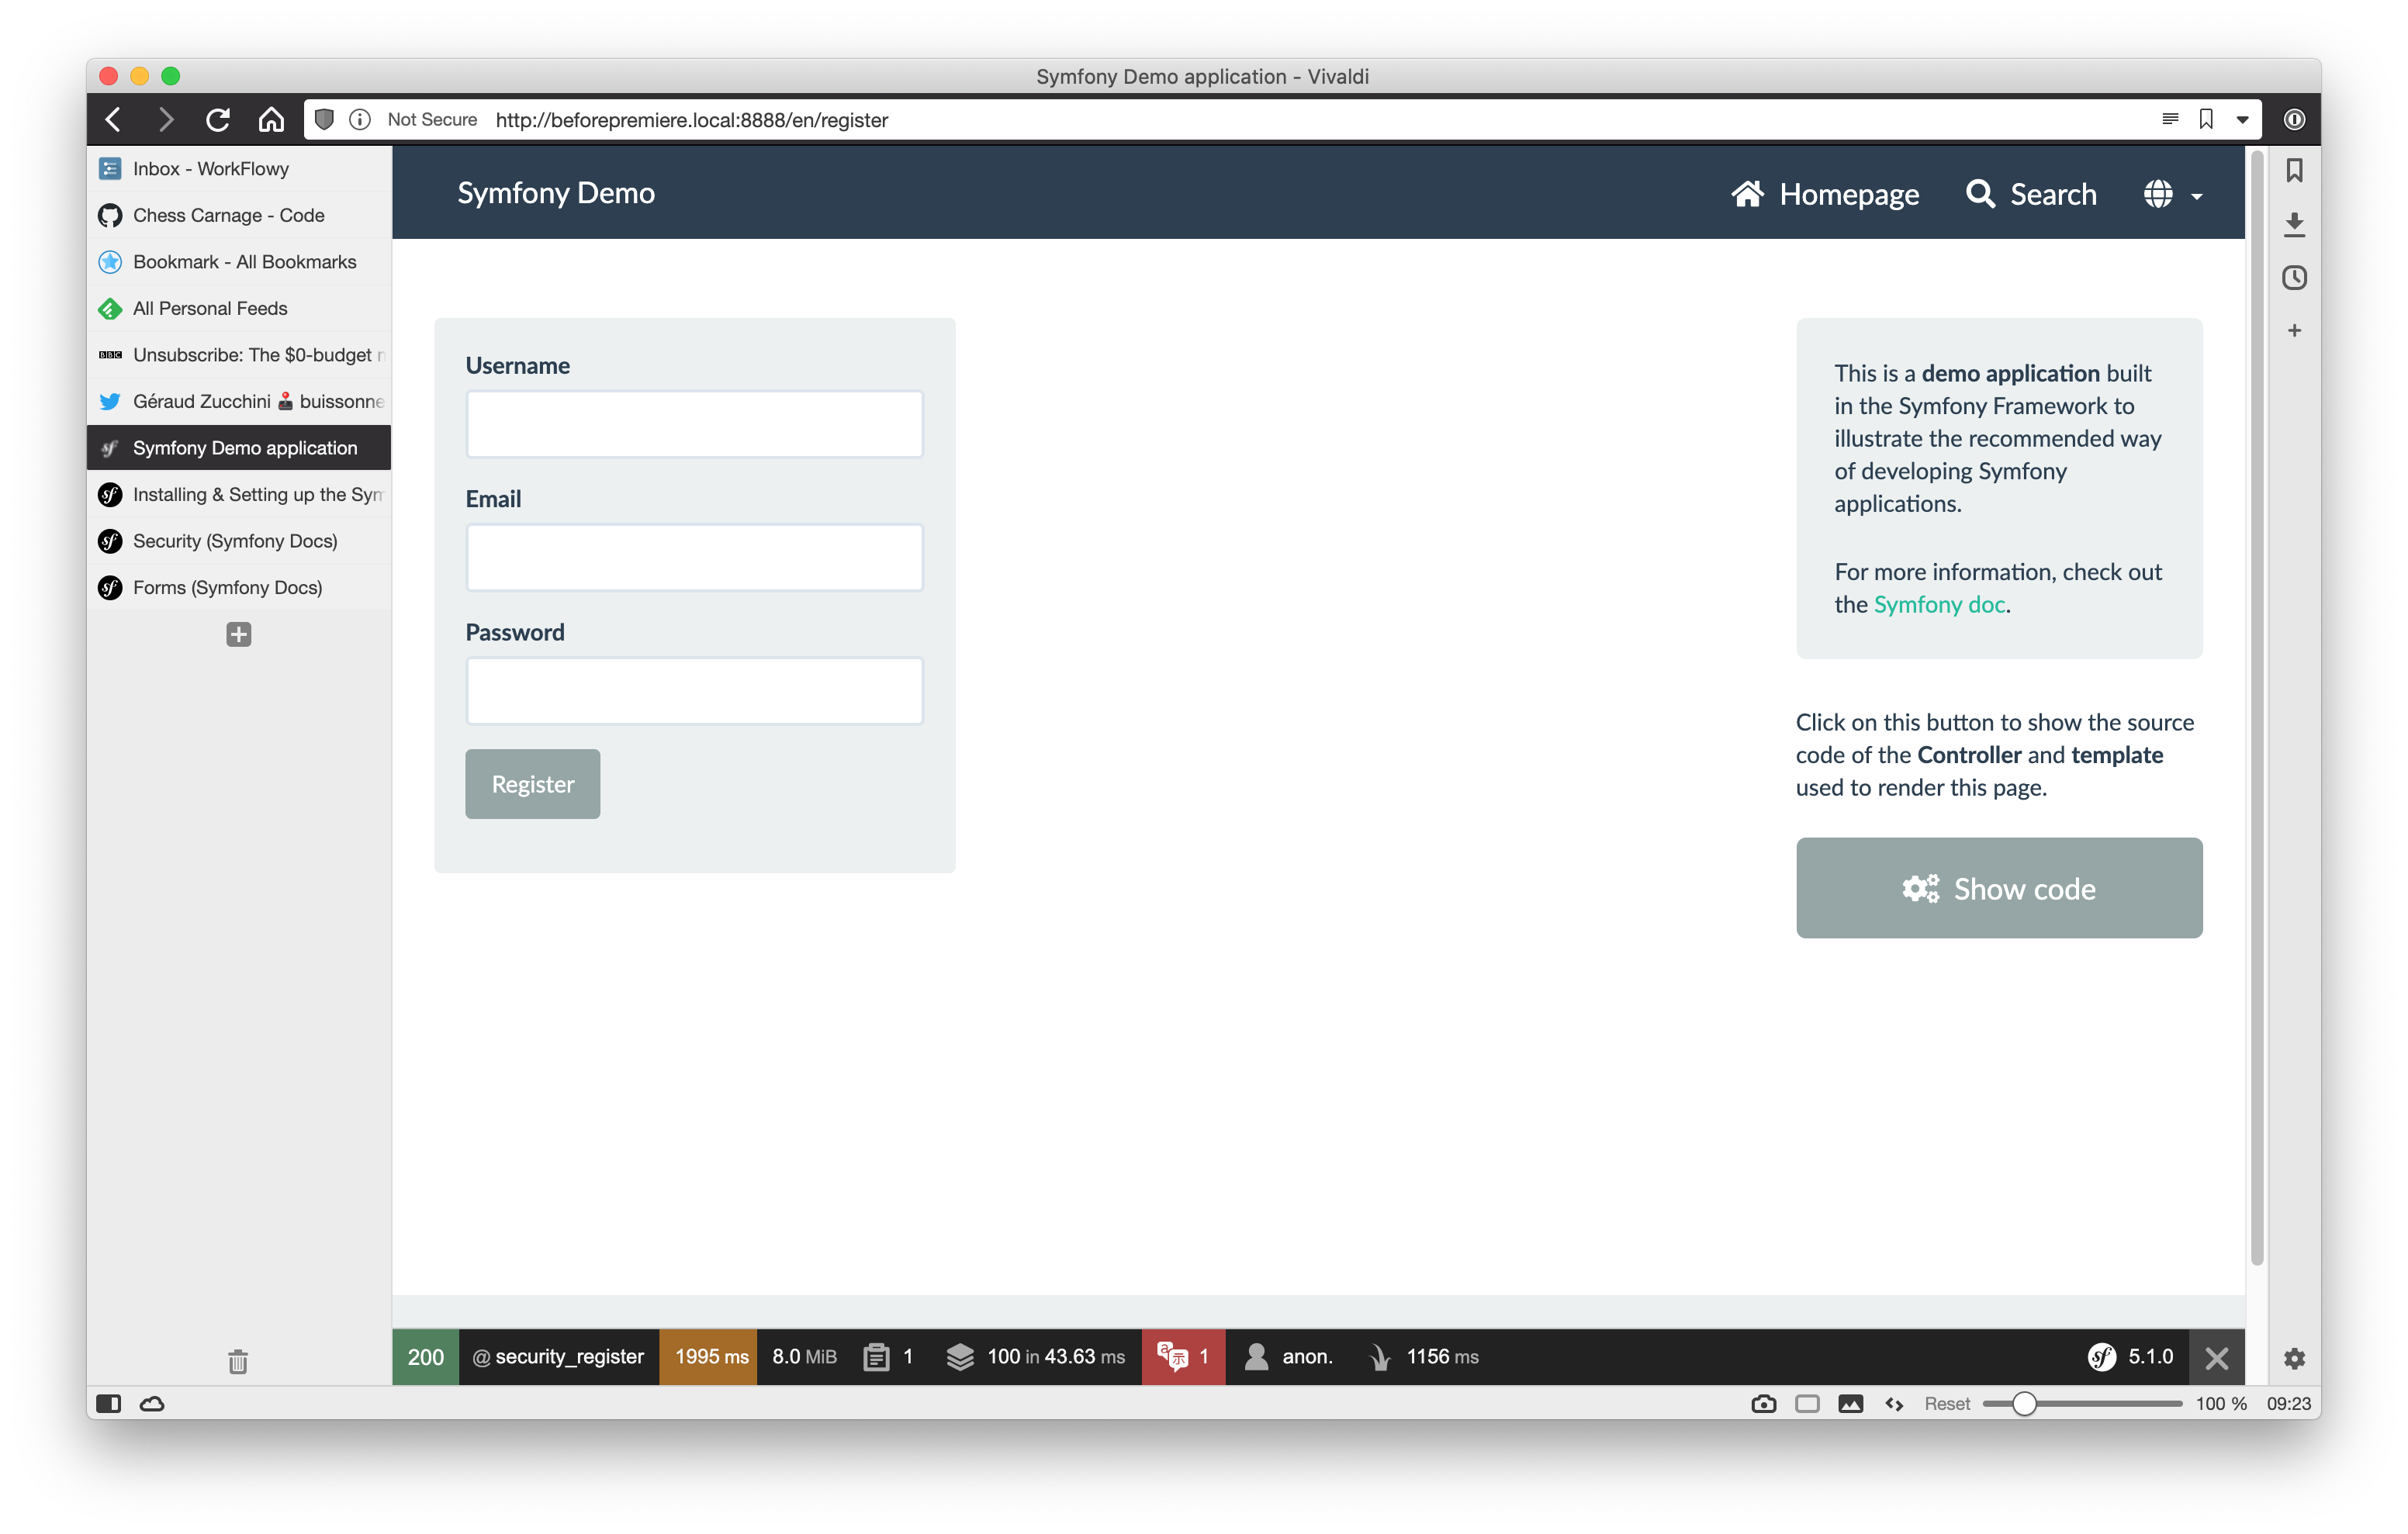 Symfony Demo application - Vivaldi
Not Secure http://beforepremiere.local:8888/en/register
Inbox - WorkFlowy
Chess Carnage - Code
Bookmark - All Bookmarks
All Personal Feeds
BBC Unsubscribe: The $0-budget
Géraud Zucchini 🕹 buissonne
sf Symfony Demo application
sf Installing & Setting up the Sym
sf Security (Symfony Docs)
sf Forms (Symfony Docs)
Symfony Demo
Homepage
Search
Username
Email
Password
Register
This is a demo application built
in the Symfony Framework to
illustrate the recommended way
of developing Symfony
applications.
For more information, check out
the Symfony doc.
Click on this button to show the source
code of the Controller and template
used to render this page.
Show code
200 @ security_register 1995 ms 8.0 MiB 1 100 in 43.63 ms 1 anon. 1156 ms sf 5.1.0
Reset 100 % 09:23